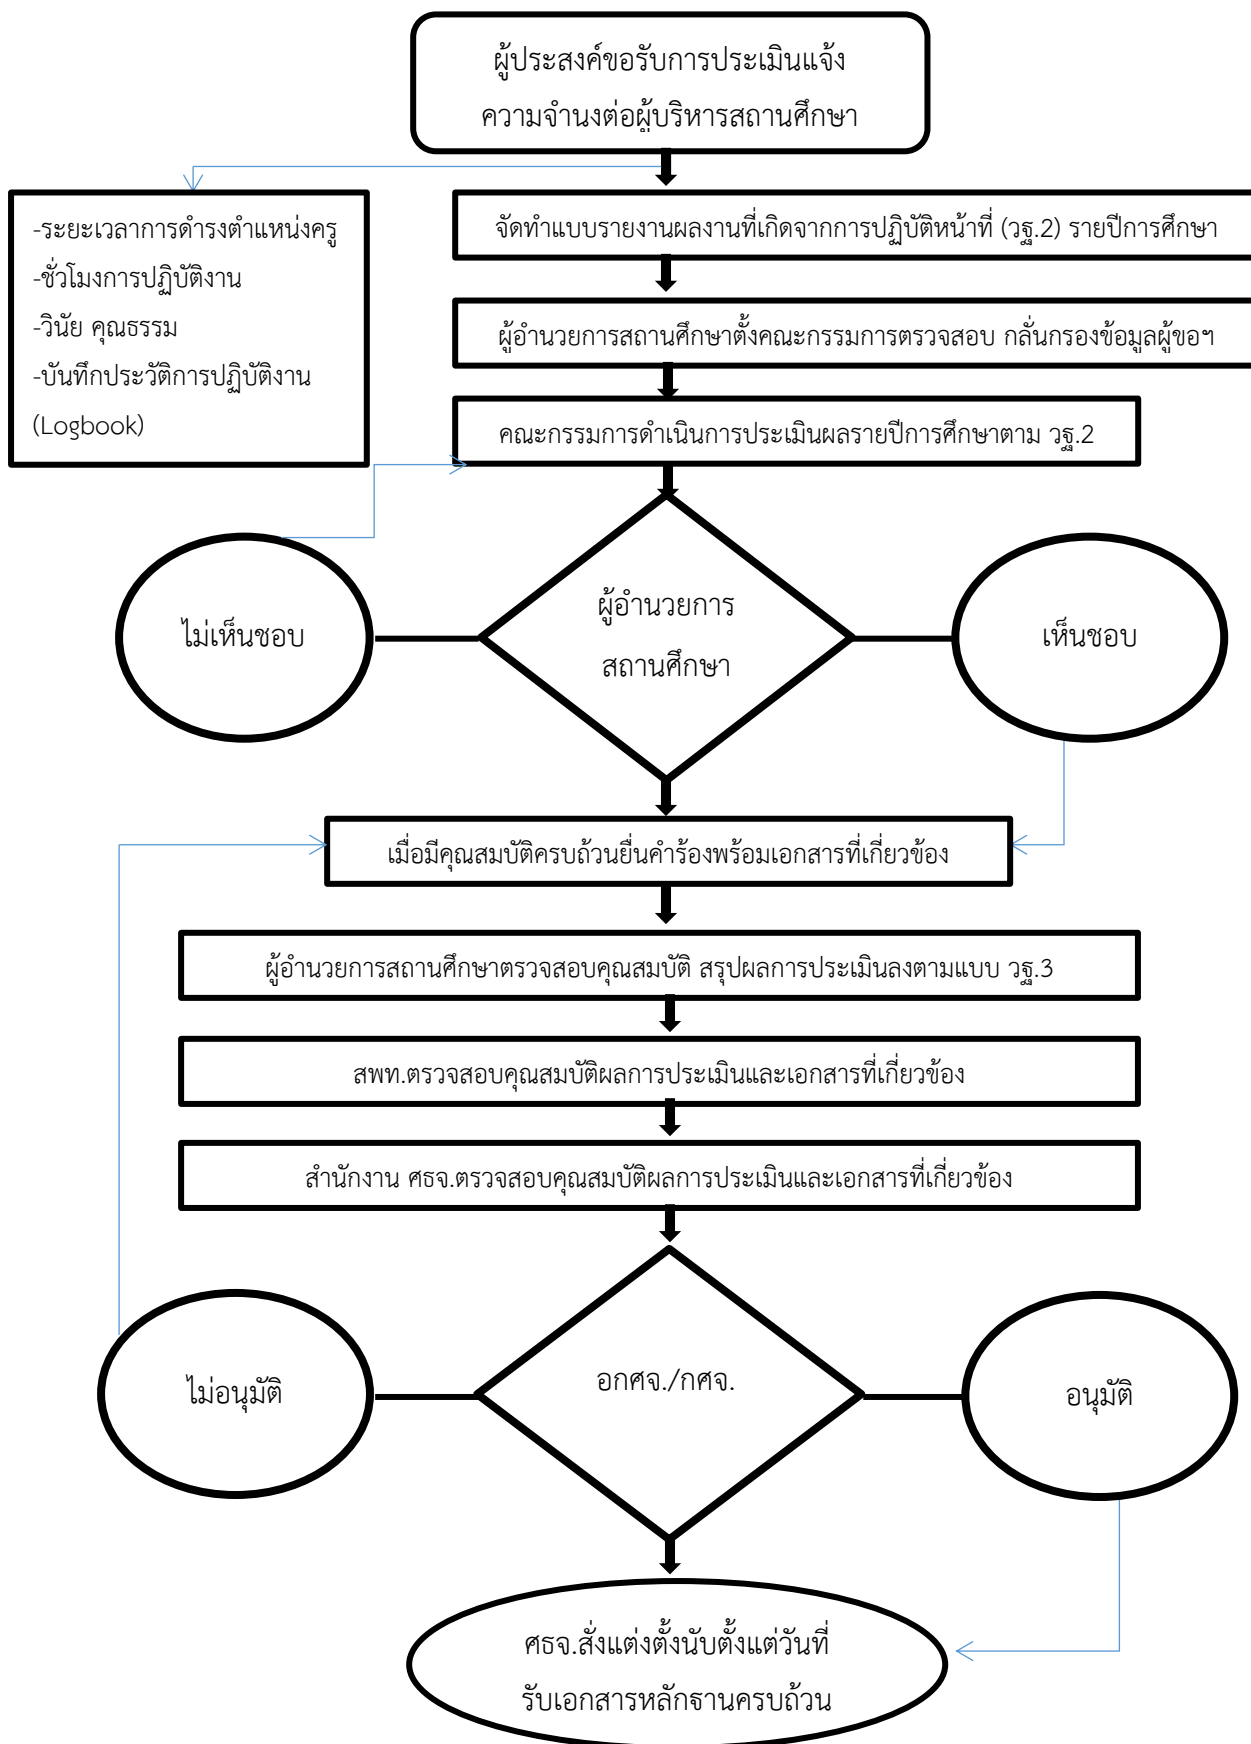 ผู้ประสงค์ขอรับการประเมินแจ้ง
ความจำนงต่อผู้บริหารสถานศึกษา
-ระยะเวลาการดำรงตำแหน่งครู
-ชั่วโมงการปฏิบัติงาน
-วินัย คุณธรรม
-บันทึกประวัติการปฏิบัติงาน
(Logbook)
จัดทำแบบรายงานผลงานที่เกิดจากการปฏิบัติหน้าที่ (วฐ.2) รายปีการศึกษา
ผู้อำนวยการสถานศึกษาตั้งคณะกรรมการตรวจสอบ กลั่นกรองข้อมูลผู้ขอฯ
คณะกรรมการดำเนินการประเมินผลรายปีการศึกษาตาม วฐ.2
ไม่เห็นชอบ
ผู้อำนวยการ
สถานศึกษา
เห็นชอบ
เมื่อมีคุณสมบัติครบถ้วนยื่นคำร้องพร้อมเอกสารที่เกี่ยวข้อง
ผู้อำนวยการสถานศึกษาตรวจสอบคุณสมบัติ สรุปผลการประเมินลงตามแบบ วฐ.3
สพท.ตรวจสอบคุณสมบัติผลการประเมินและเอกสารที่เกี่ยวข้อง
สำนักงาน ศธจ.ตรวจสอบคุณสมบัติผลการประเมินและเอกสารที่เกี่ยวข้อง
ไม่อนุมัติ
อกศจ./กศจ.
อนุมัติ
ศธจ.สั่งแต่งตั้งนับตั้งแต่วันที่
รับเอกสารหลักฐานครบถ้วน